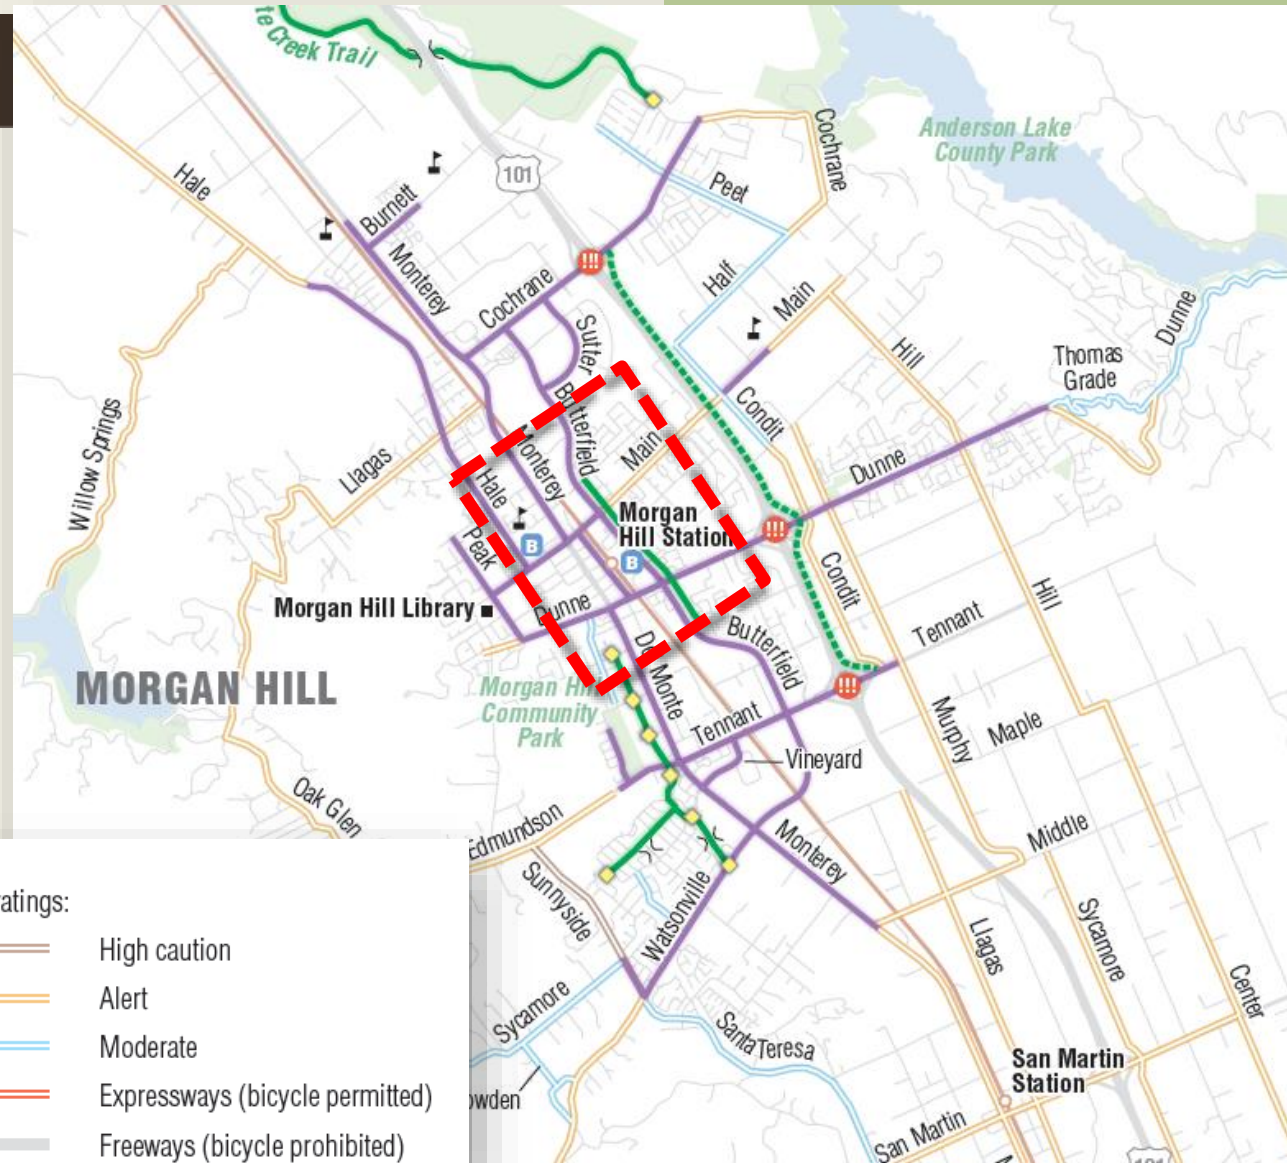 Creek Trail
101
Cochrane
Anderson Lake
County Park
Hale
Burnett
Peet
Monterey
Cochrane
Half
Main
Sutter
Hill
Dunne
Thomas
Grade
Willow Springs
Butterfield
Condit
Llagas
Main
Monterey
Hale
Dunne
Peak
Morgan
Hill Station
B
B
Morgan Hill Library
Dunne
Condit
Hill
Tennant
Butterfield
MORGAN HILL
Morgan Hill
Community
Park
Del Monte
Tennant
Murphy
Maple
Vineyard
Oak Glen
Edmundson
Monterey
Middle
Sunnyside
Watsonville
Llagas
Sycamore
Center
ratings:
High caution
Alert
Moderate
Expressways (bicycle permitted)
Freeways (bicycle prohibited)
Sycamore
Santa Teresa
San Martin
Station
San Martin
101